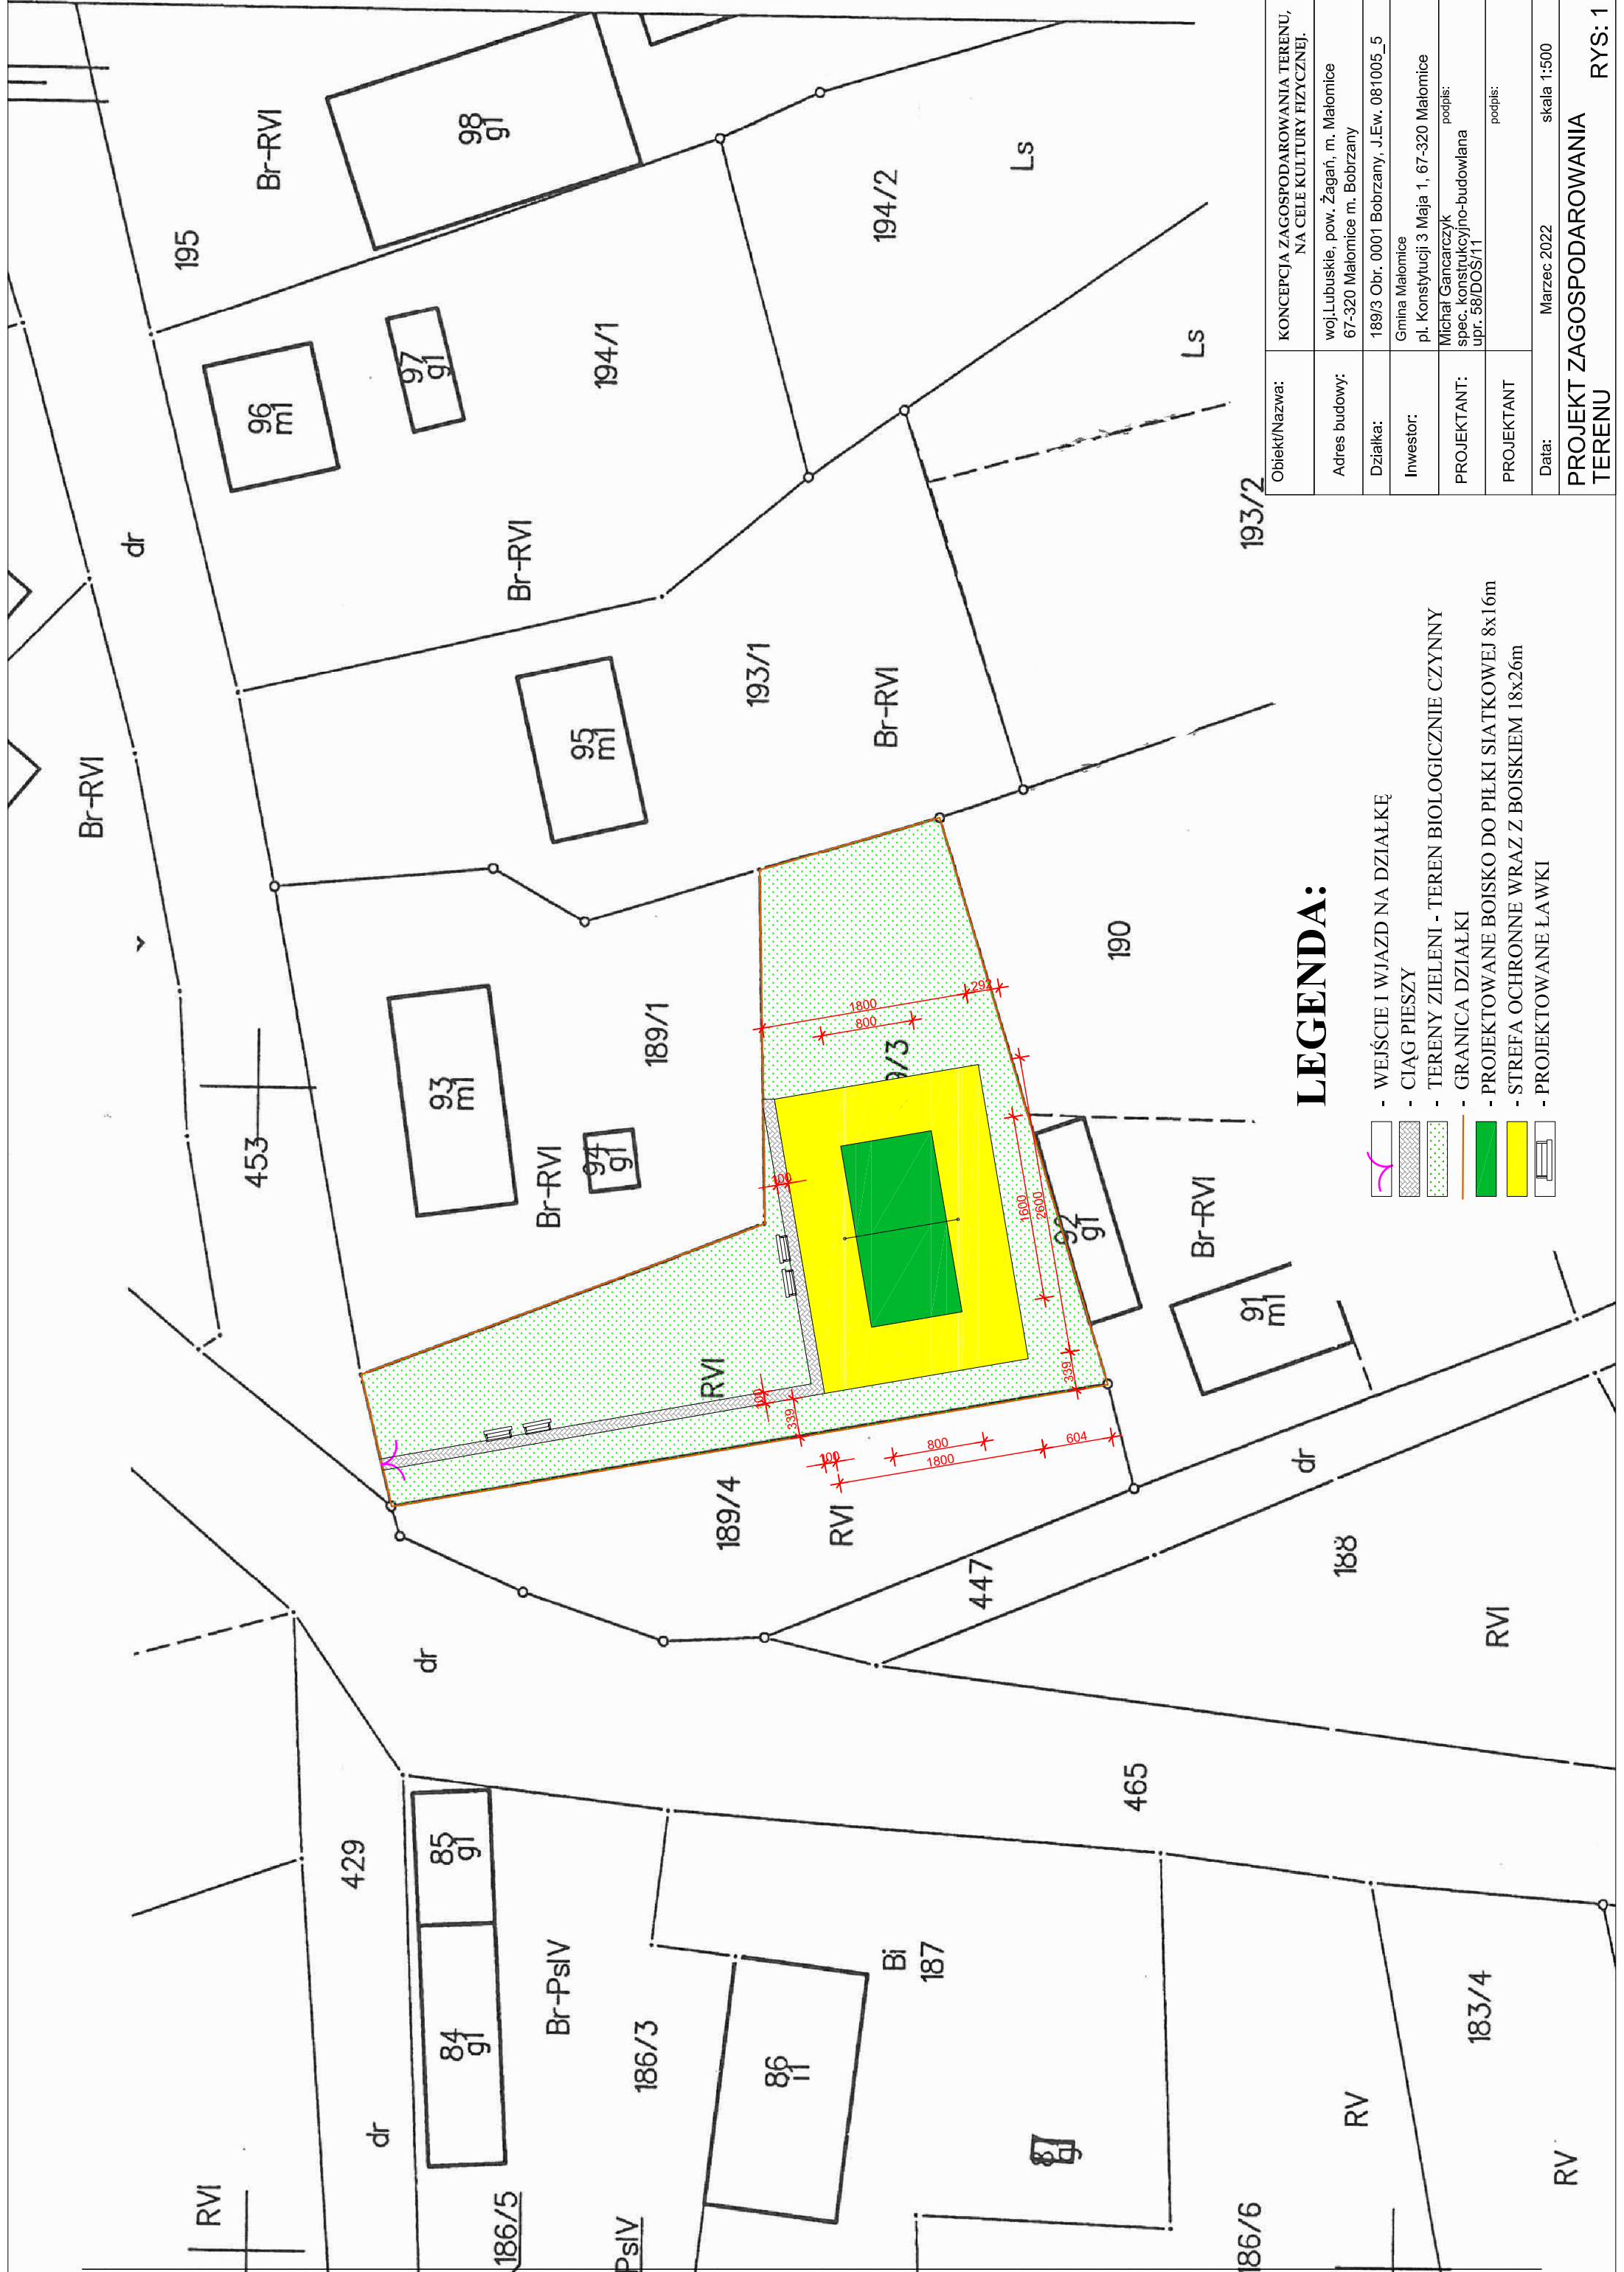 Obiekt/Nazwa:
KONCEPCJA ZAGOSPODAROWANIA TERENU,
NA CELE KULTURY FIZYCZNEJ.
Adres budowy:
woj.Lubuskie, pow. Żagań, m. Małomice
67-320 Małomice m. Bobrzany
Działka:
189/3 Obr. 0001 Bobrzany, J.Ew. 081005_5
Inwestor:
Gmina Małomice
pl. Konstytucji 3 Maja 1, 67-320 Małomice
PROJEKTANT:
Michał Gancarczyk
spec. konstrukcyjno-budowlana
upr. 58/DOŚ/11
podpis:
PROJEKTANT
podpis:
Data:
Marzec 2022
skala 1:500
PROJEKT ZAGOSPODAROWANIA
TERENU
RYS: 1
LEGENDA:
- WEJŚCIE I WJAZD NA DZIAŁKĘ
- CIĄG PIESZY
- TERENY ZIELENI - TEREN BIOLOGICZNIE CZYNNY
- GRANICA DZIAŁKI
- PROJEKTOWANE BOISKO DO PIŁKI SIATKOWEJ 8x16m
- STREFA OCHRONNE WRAZ Z BOISKIEM 18x26m
- PROJEKTOWANE ŁAWKI
RVI
429
dr
84
g1
85
g1
186/5
Br-PsIV
PsIV
186/3
86
Bi
187
465
186/6
RV
RV
183/4
dr
453
Br-RVI
dr
Br-RVI
195
96
m1
97
g1
98
g1
Br-RVI
194/1
194/2
Ls
Ls
193/1
193/2
95
m1
Br-RVI
93
m1
94
g1
Br-RVI
189/1
9/3
190
RVI
189/4
RVI
447
dr
188
RVI
92
g1
91
m1
Br-RVI
1800
800
292
100
1600
2600
339
100
339
100
800
1800
604